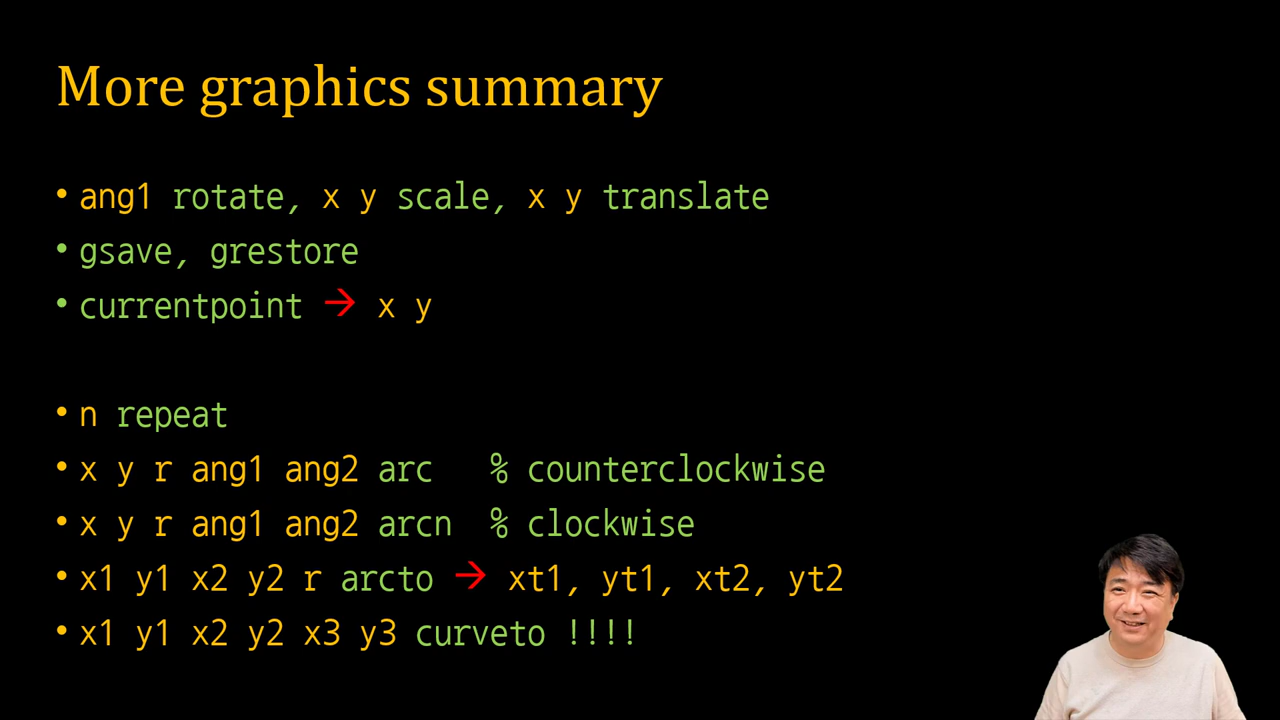 More graphics summary
• ang1 rotate, x y scale, x y translate
• gsave, grestore
• currentpoint → x y
• n repeat
• x y r ang1 ang2 arc   % counterclockwise
• x y r ang1 ang2 arcn  % clockwise
• x1 y1 x2 y2 r arcto → xt1, yt1, xt2, yt2
• x1 y1 x2 y2 x3 y3 curveto !!!!